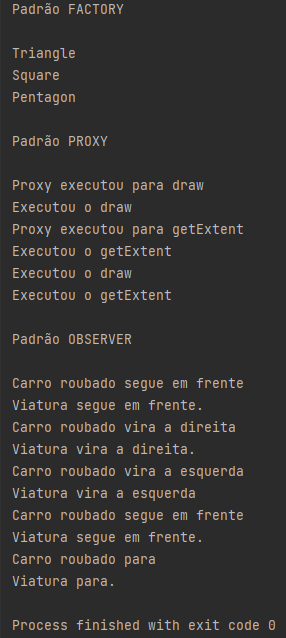 Padrão FACTORY
Triangle
Square
Pentagon
Padrão PROXY
Proxy executou para draw
Executou o draw
Proxy executou para getExtent
Executou o getExtent
Executou o draw
Executou o getExtent
Padrão OBSERVER
Carro roubado segue em frente
Viatura segue em frente.
Carro roubado vira a direita
Viatura vira a direita.
Carro roubado vira a esquerda
Viatura vira a esquerda
Carro roubado segue em frente
Viatura segue em frente.
Carro roubado para
Viatura para.
Process finished with exit code 0